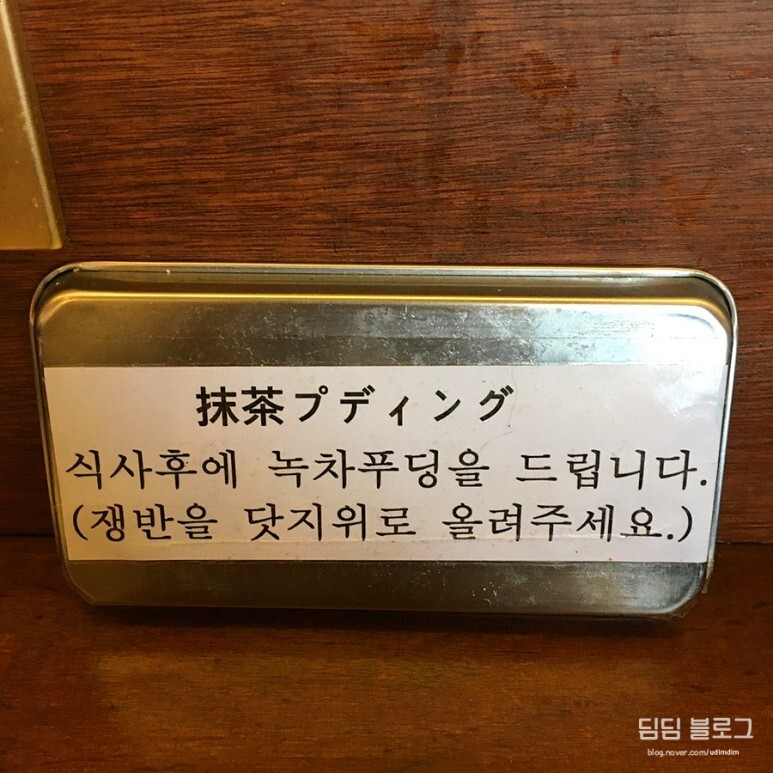 抹茶プディング
식사후에 녹차푸딩을 드립니다.
(쟁반을 닷지위로 올려주세요.)
딤딤 블로그
blog.naver.com/udimdim